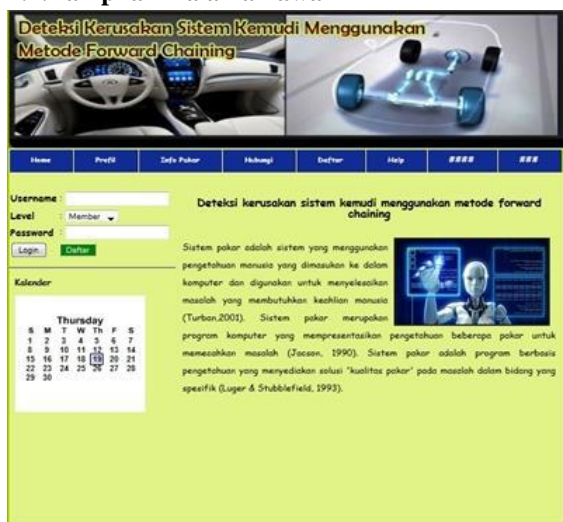 Deteksi Kerusakan Sistem Kemudi Menggunakan
Metode Forward Chaining
Home Profil Info Pakar Hubungi Daftar Help #### ###
Username :
Level : Member
Password :
Login Daftar
Kalender
Thursday
S M T W Th F S
1 2 3 4 5 6 7
8 9 10 11 12 13 14
15 16 17 18 19 20 21
22 23 24 25 26 27 28
29 30
Deteksi kerusakan sistem kemudi menggunakan metode forward
chaining
Sistem pakar adalah sistem yang menggunakan
pengetahuan manusia yang dimasukan ke dalam
komputer dan digunakan untuk menyelesaikan
masalah yang membutuhkan keahlian manusia
(Turban,2001). Sistem pakar merupakan
program komputer yang mempresentasikan pengetahuan beberapa pakar untuk
memecahkan masalah (Jacson, 1990). Sistem pakar adalah program berbasis
pengetahuan yang menyediakan solusi "kualitas pakar" pada masalah dalam bidang yang
spesifik (Luger & Stubblefield, 1993).